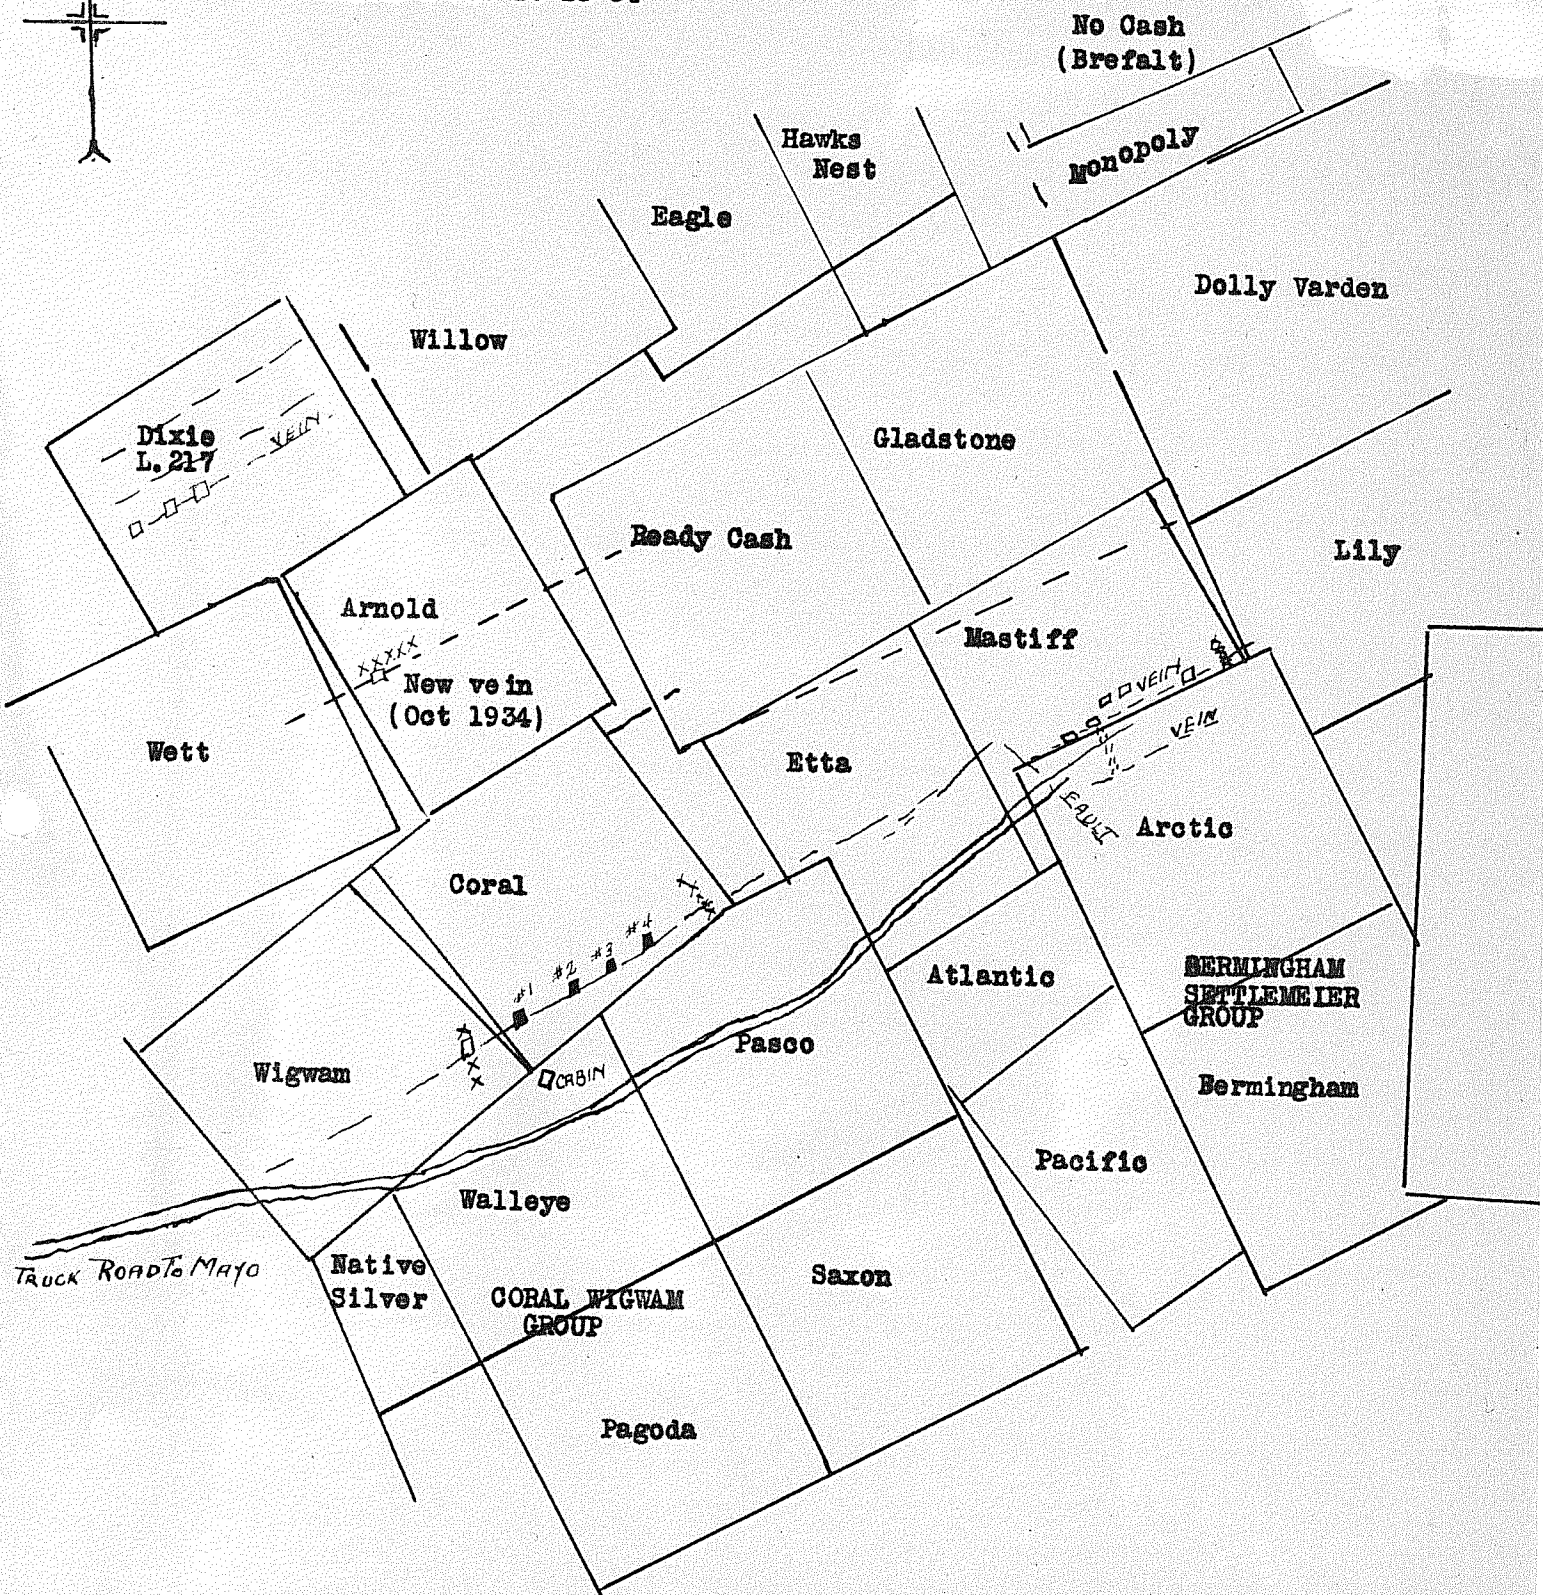 No Cash
(Brefalt)
Hawks
Nest
Monopoly
Eagle
Dolly Varden
Willow
Dixie
L. 217
VEIN
Gladstone
Ready Cash
Lily
Arnold
XXXXX
New vein
(Oct 1934)
Mastiff
VEIN
VEIN
Wett
Etta
FAULT
Arctic
Coral
#1
#2
#3
#4
Atlantic
BERMINGHAM
SETTLEMEIER
GROUP
Pasco
Wigwam
CABIN
Bermingham
Pacific
Walleye
TRUCK ROAD To MAYO
Native
Silver
CORAL WIGWAM
GROUP
Saxon
Pagoda